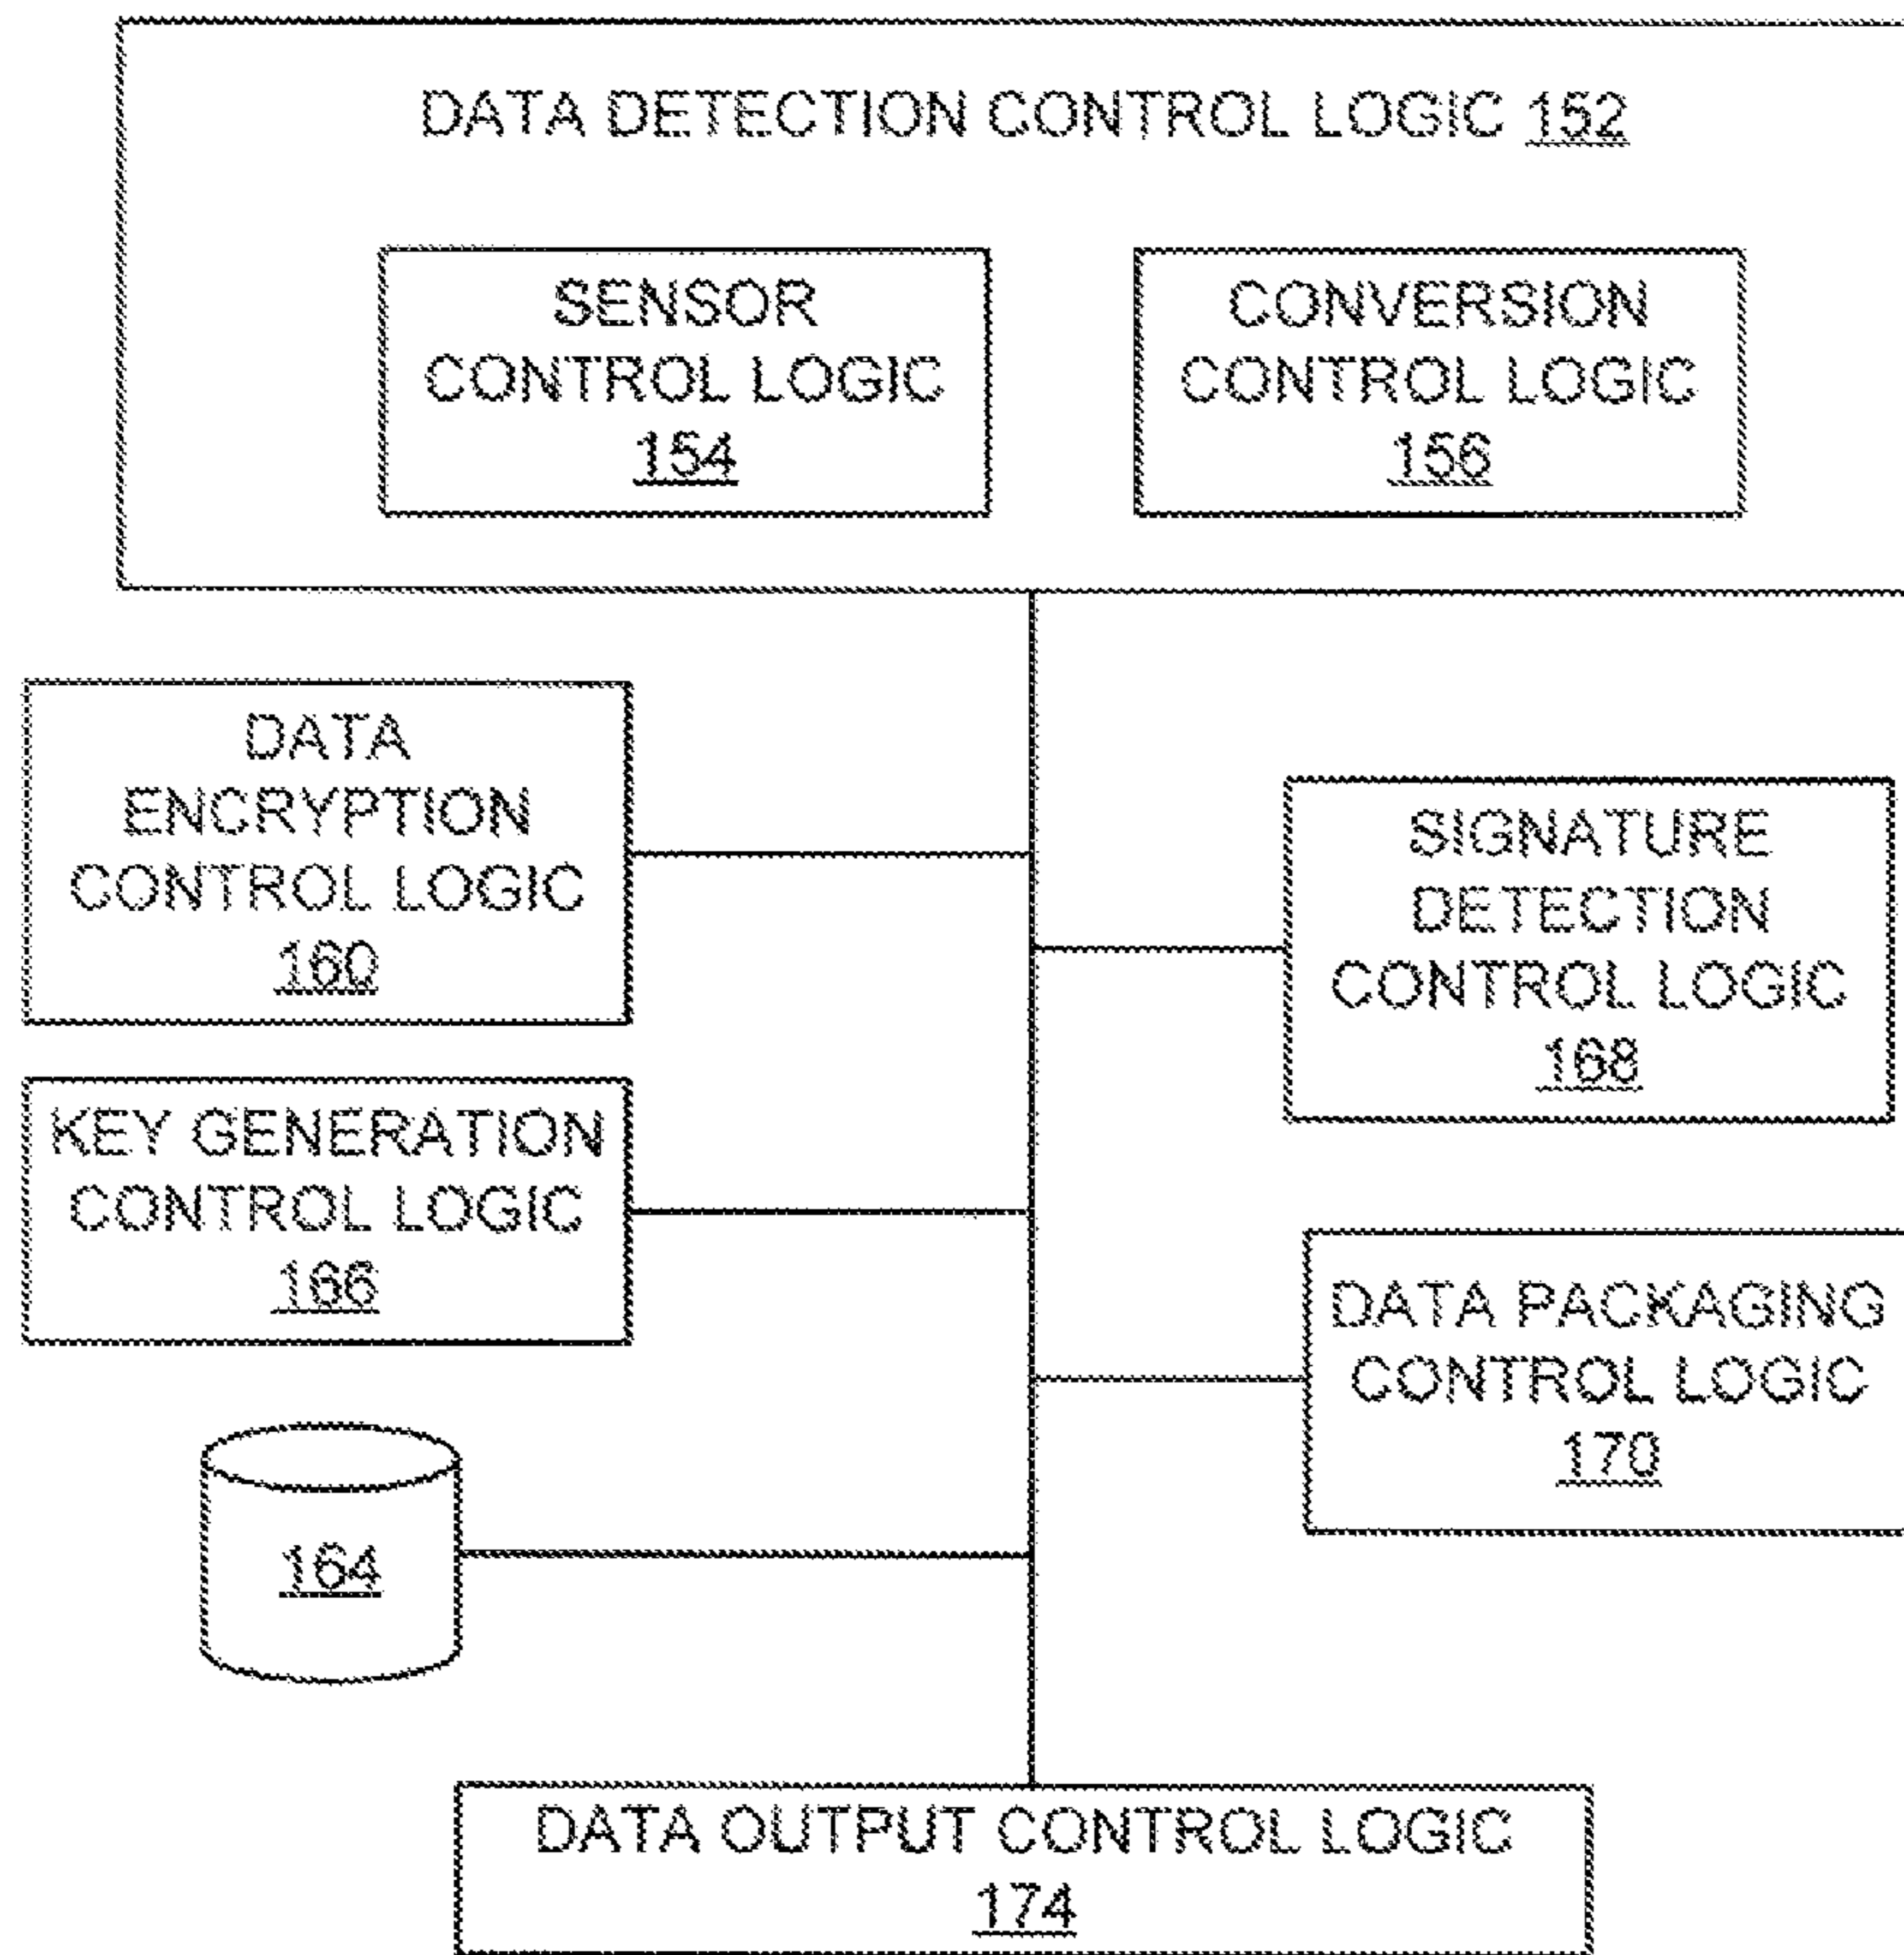 DATA DETECTION CONTROL LOGIC 152
SENSOR
CONTROL LOGIC
154
CONVERSION
CONTROL LOGIC
156
DATA
ENCRYPTION
CONTROL LOGIC
160
SIGNATURE
DETECTION
CONTROL LOGIC
168
KEY GENERATION
CONTROL LOGIC
166
DATA PACKAGING
CONTROL LOGIC
170
164
DATA OUTPUT CONTROL LOGIC
174